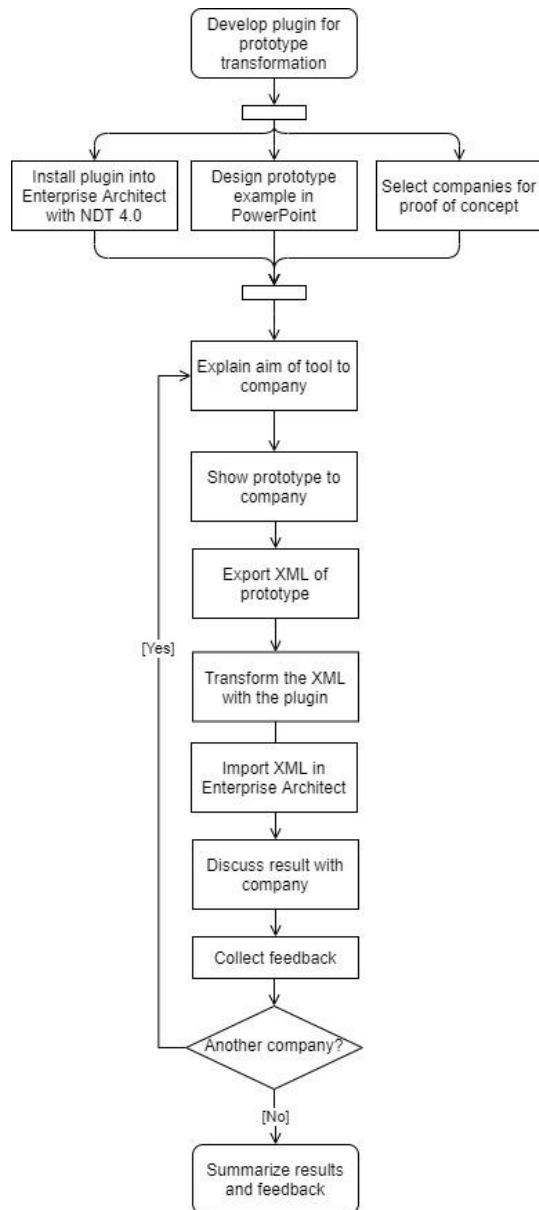 Develop plugin for
prototype
transformation
Install plugin into
Enterprise Architect
with NDT 4.0
Design prototype
example in
PowerPoint
Select companies for
proof of concept
Explain aim of tool to
company
Show prototype to
company
Export XML of
prototype
[Yes]
Transform the XML
with the plugin
Import XML in
Enterprise Architect
Discuss result with
company
Collect feedback
Another company?
[No]
Summarize results
and feedback